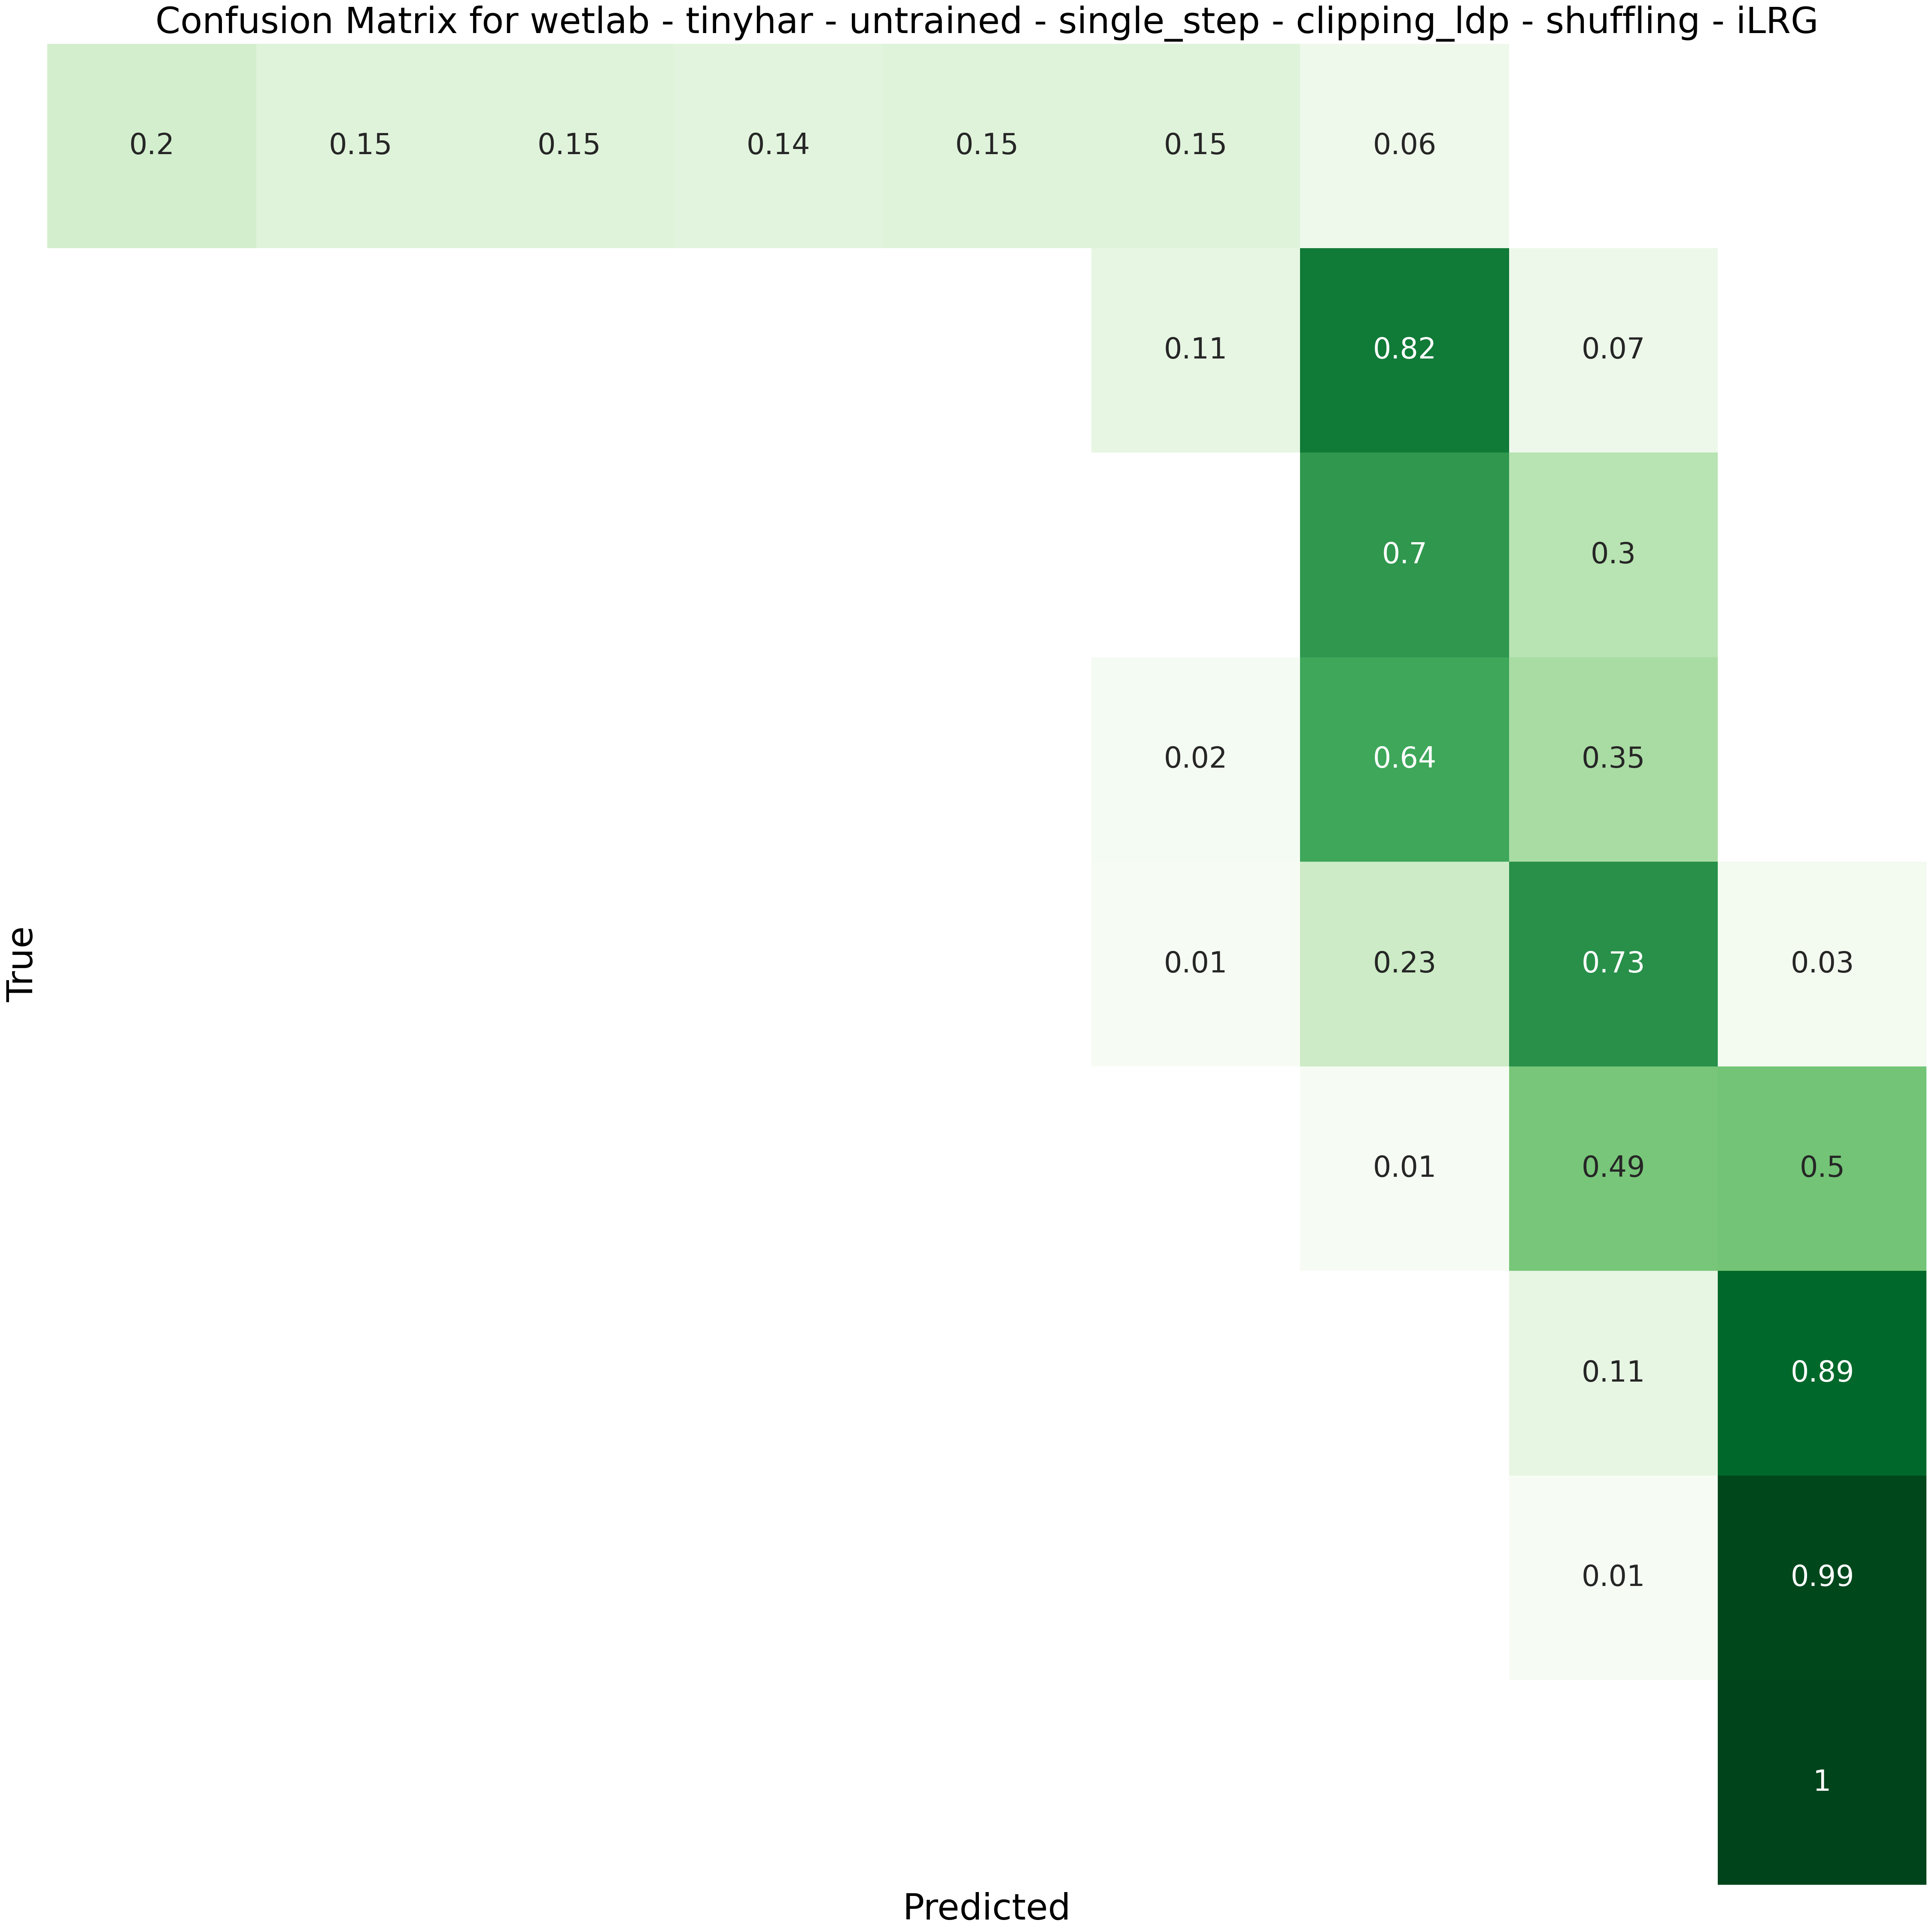 Confusion Matrix for wetlab - tinyhar - untrained - single_step - clipping_ldp - shuffling - iLRG
0.2 0.15 0.15 0.14 0.15 0.15 0.06
0.11 0.82 0.07
0.7 0.3
0.02 0.64 0.35
0.01 0.23 0.73 0.03
0.01 0.49 0.5
0.11 0.89
0.01 0.99
1
True
Predicted